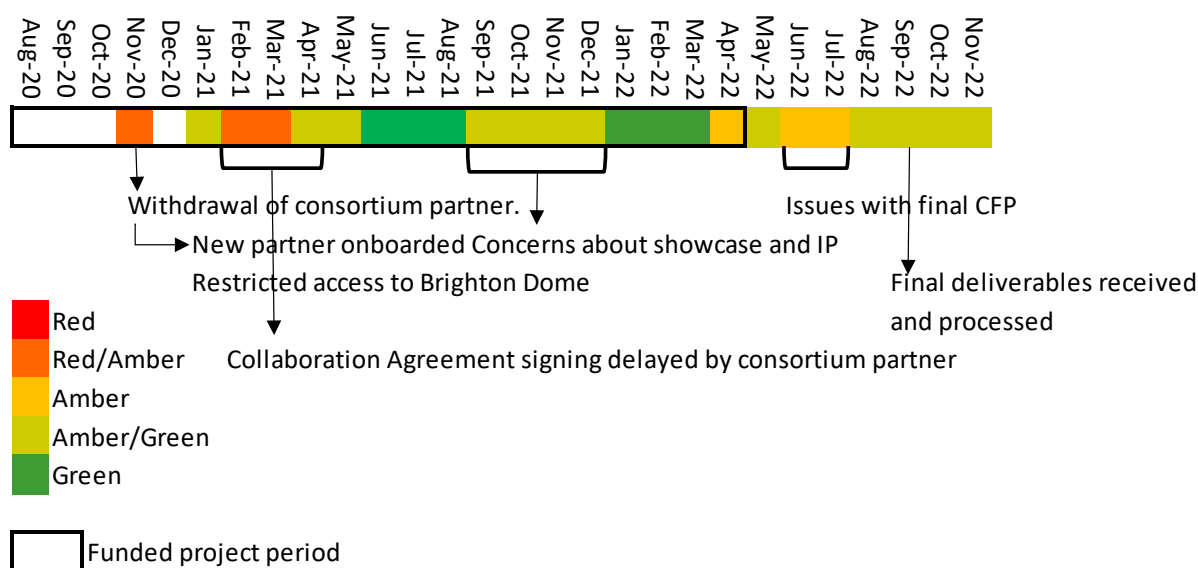 Aug-20
Sep-20
Oct-20
Nov-20
Dec-20
Jan-21
Feb-21
Mar-21
Apr-21
May-21
Jun-21
Jul-21
Aug-21
Sep-21
Oct-21
Nov-21
Dec-21
Jan-22
Feb-22
Mar-22
Apr-22
May-22
Jun-22
Jul-22
Aug-22
Sep-22
Oct-22
Nov-22
Withdrawal of consortium partner.
Issues with final CFP
New partner onboarded Concerns about showcase and IP
Restricted access to Brighton Dome
Final deliverables received
and processed
Collaboration Agreement signing delayed by consortium partner
Red
Red/Amber
Amber
Amber/Green
Green
Funded project period